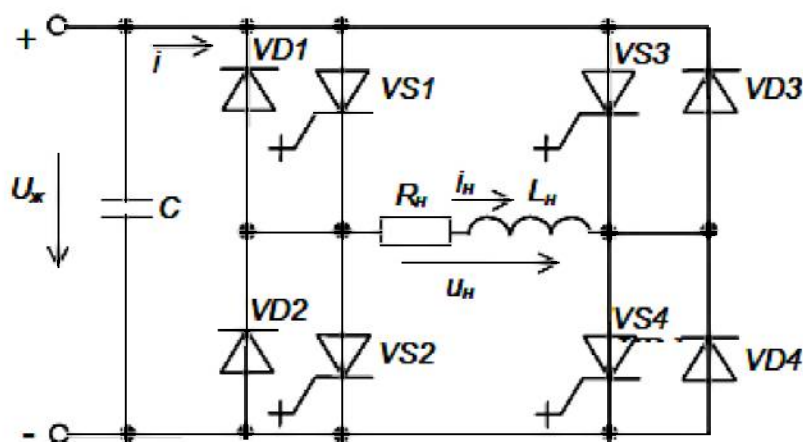 +
i
VD1
VS1
VS3
VD3
Uж
C
Rн
iн
Lн
uн
VD2
VS2
VS4
VD4
-